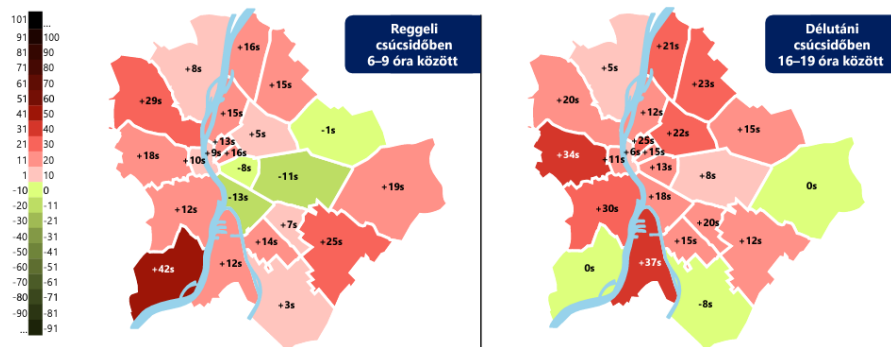 Reggeli
csúcsidőben
6–9 óra között
Délutáni
csúcsidőben
16–19 óra között
101 ...
91 100
81 90
71 80
61 70
51 60
41 50
31 40
21 30
11 20
1 10
-10 0
-20 -11
-30 -21
-40 -31
-50 -41
-60 -51
-70 -61
-80 -71
-90 -81
... -91
+16s
+8s
+15s
+29s
+15s
+5s
-1s
+13s
+9s +16s
+18s
+10s
-8s
-11s
+19s
-13s
+12s
+7s
+14s
+25s
+42s
+12s
+3s
+21s
+5s
+23s
+20s
+12s
+22s
+15s
+25s
+6s +15s
+34s
+11s
+13s
+8s
0s
+18s
+30s
+20s
+15s
+12s
0s
+37s
-8s